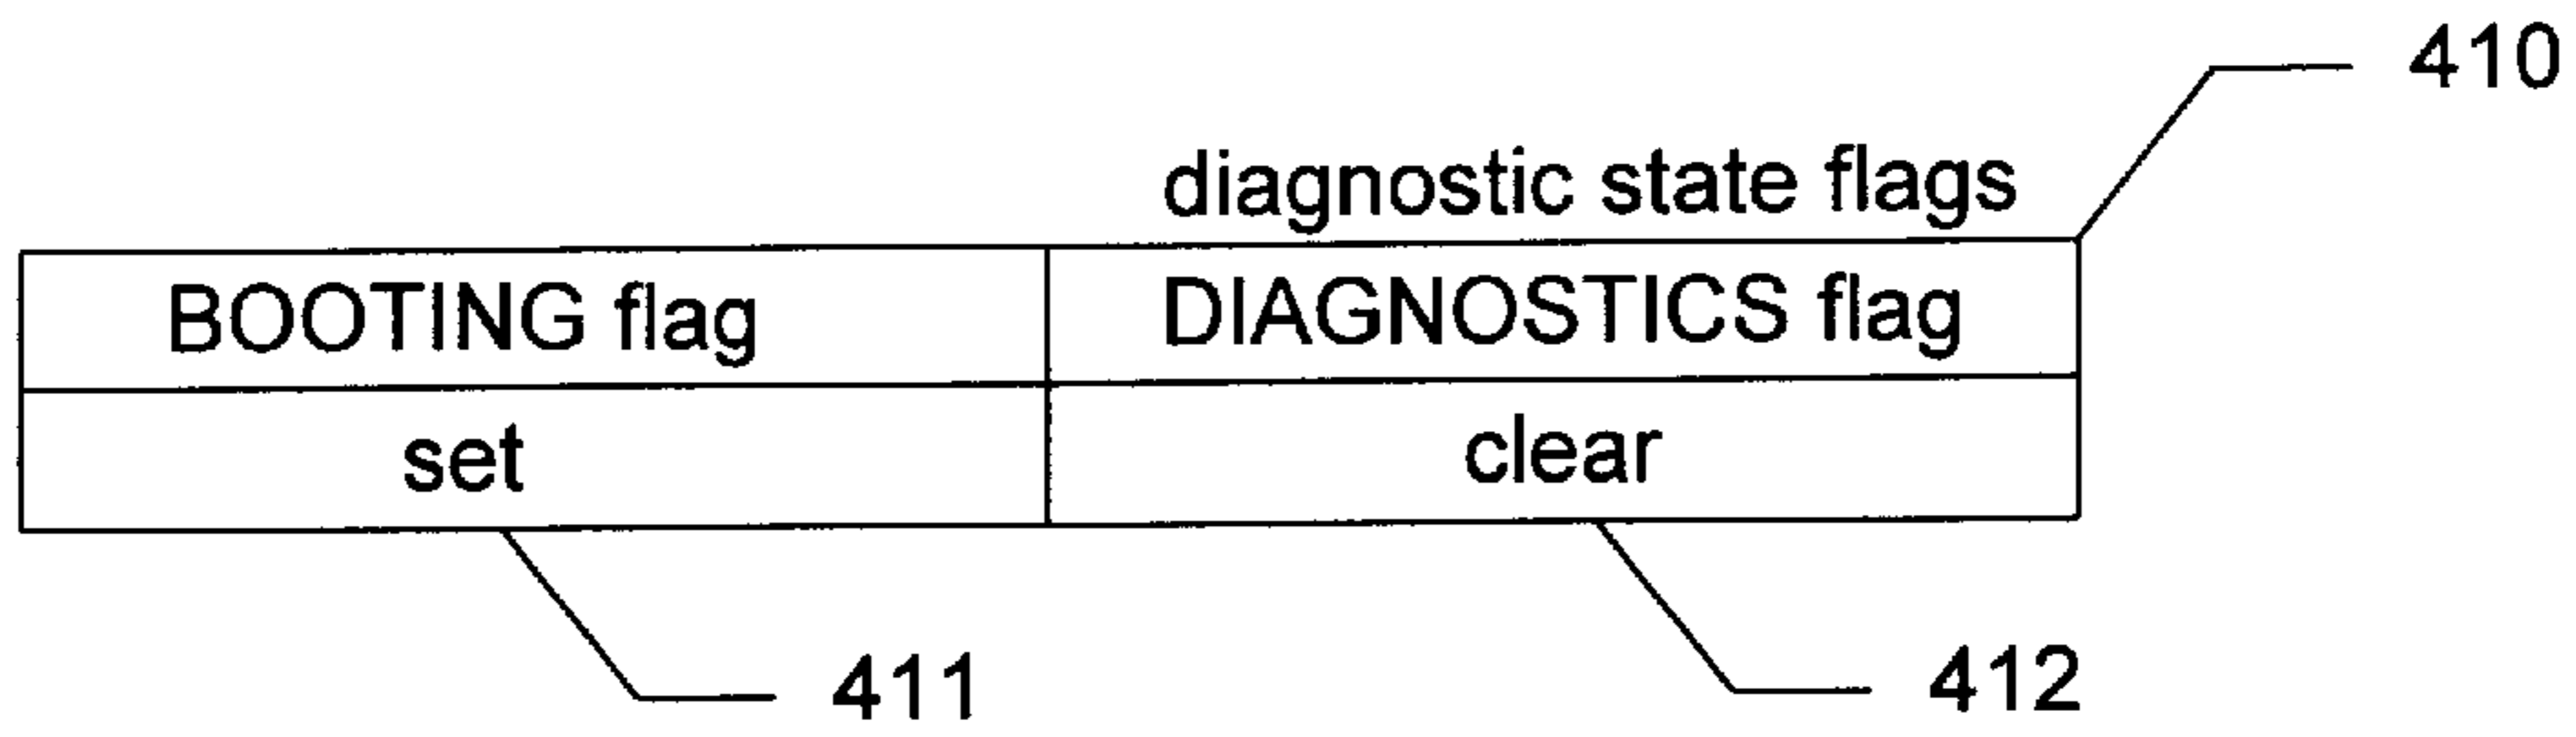 410
diagnostic state flags
BOOTING flag DIAGNOSTICS flag
set clear
411 412